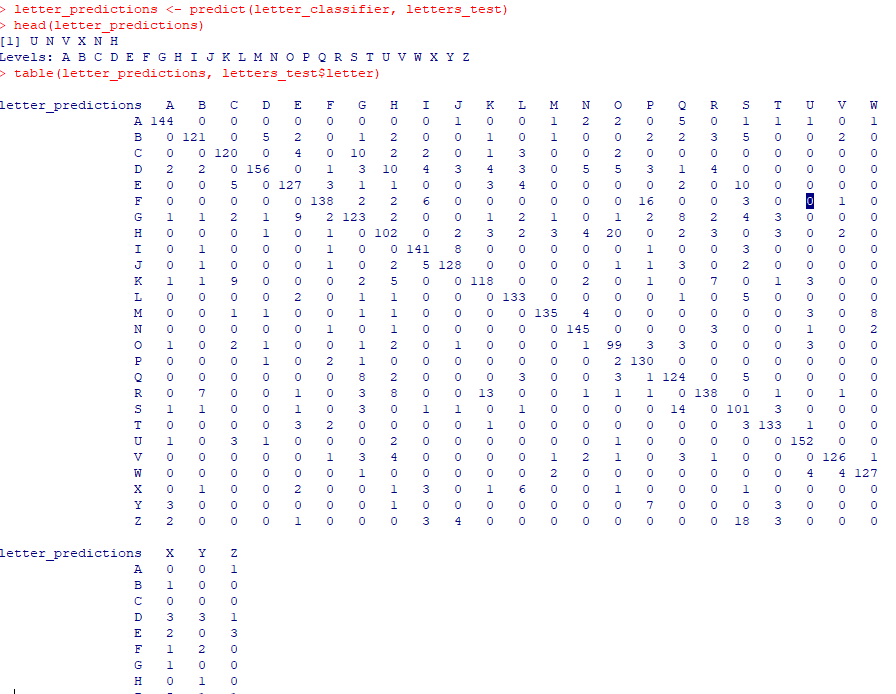 > letter_predictions <- predict(letter_classifier, letters_test)
> head(letter_predictions)
[1] U N V X N H
Levels: A B C D E F G H I J K L M N O P Q R S T U V W X Y Z
> table(letter_predictions, letters_test$letter)
letter_predictions A B C D E F G H I J K L M N O P Q R S T U V W
A 144 0 0 0 0 0 0 0 0 1 0 0 1 2 2 0 5 0 1 1 1 0 1
B 0 121 0 5 2 0 1 2 0 0 1 0 1 0 0 2 2 3 5 0 0 2 0
C 0 0 120 0 4 0 10 2 2 0 1 3 0 0 2 0 0 0 0 0 0 0 0
D 2 2 0 156 0 1 3 10 4 3 4 3 0 5 5 3 1 4 0 0 0 0 0
E 0 0 5 0 127 3 1 1 0 0 3 4 0 0 0 0 2 0 10 0 0 0 0
F 0 0 0 0 0 138 2 2 6 0 0 0 0 0 0 16 0 0 3 0 0 1 0
G 1 1 2 1 9 2 123 2 0 0 1 2 1 0 1 2 8 2 4 3 0 0 0
H 0 0 0 1 0 1 0 102 0 2 3 2 3 4 20 0 2 3 0 3 0 2 0
I 0 1 0 0 0 1 0 0 141 8 0 0 0 0 0 1 0 0 3 0 0 0 0
J 0 1 0 0 0 1 0 2 5 128 0 0 0 0 1 1 3 0 2 0 0 0 0
K 1 1 9 0 0 0 2 5 0 0 118 0 0 2 0 1 0 7 0 1 3 0 0
L 0 0 0 0 2 0 1 1 0 0 0 133 0 0 0 0 1 0 5 0 0 0 0
M 0 0 1 1 0 0 1 1 0 0 0 0 135 4 0 0 0 0 0 0 3 0 8
N 0 0 0 0 0 1 0 1 0 0 0 0 0 145 0 0 0 3 0 0 1 0 2
O 1 0 2 1 0 0 1 2 0 1 0 0 0 1 99 3 3 0 0 0 3 0 0
P 0 0 0 1 0 2 1 0 0 0 0 0 0 0 2 130 0 0 0 0 0 0 0
Q 0 0 0 0 0 0 8 2 0 0 0 3 0 0 3 1 124 0 5 0 0 0 0
R 0 7 0 0 1 0 3 8 0 0 13 0 0 1 1 1 0 138 0 1 0 1 0
S 1 1 0 0 1 0 3 0 1 1 0 1 0 0 0 0 14 0 101 3 0 0 0
T 0 0 0 0 3 2 0 0 0 0 1 0 0 0 0 0 0 0 3 133 1 0 0
U 1 0 3 1 0 0 0 2 0 0 0 0 0 0 1 0 0 0 0 0 152 0 0
V 0 0 0 0 0 1 3 4 0 0 0 0 1 2 1 0 3 1 0 0 0 126 1
W 0 0 0 0 0 0 1 0 0 0 0 0 2 0 0 0 0 0 0 0 4 4 127
X 0 1 0 0 2 0 0 1 3 0 1 6 0 0 1 0 0 0 1 0 0 0 0
Y 3 0 0 0 0 0 0 1 0 0 0 0 0 0 0 7 0 0 0 3 0 0 0
Z 2 0 0 0 1 0 0 0 3 4 0 0 0 0 0 0 0 0 18 3 0 0 0
letter_predictions X Y Z
A 0 0 1
B 1 0 0
C 0 0 0
D 3 3 1
E 2 0 3
F 1 2 0
G 1 0 0
H 0 1 0